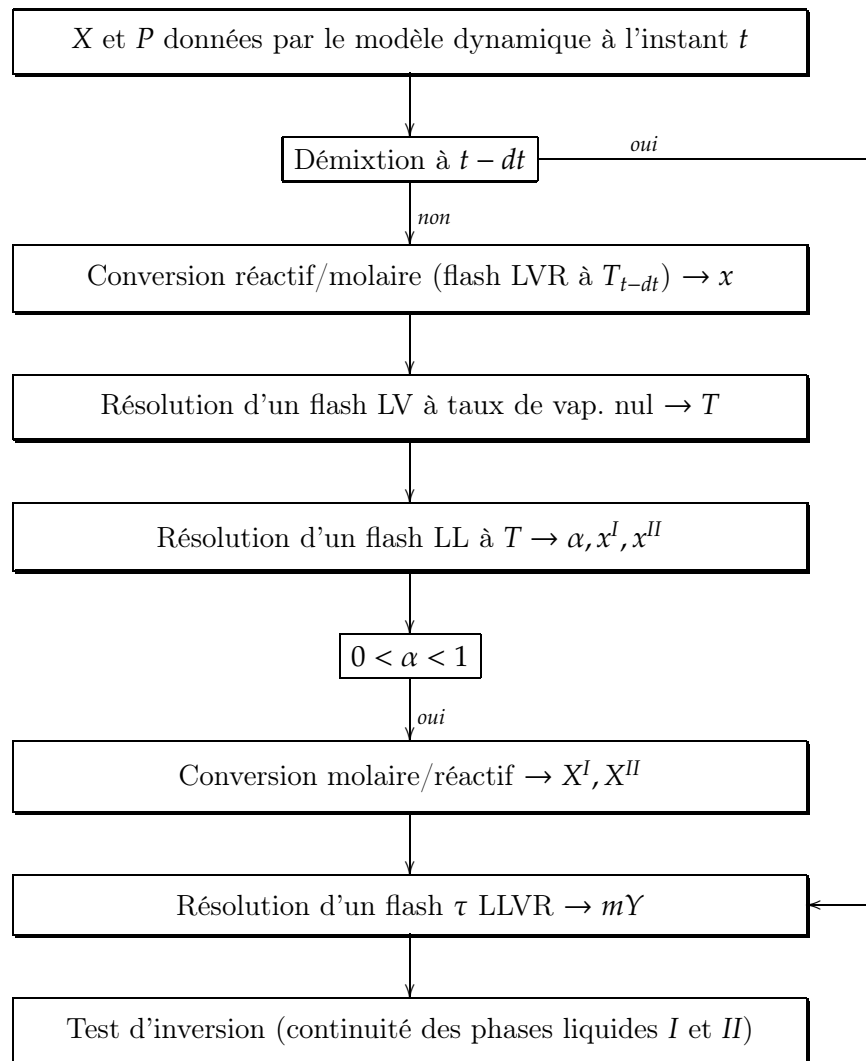 X et P données par le modèle dynamique à l'instant t
Démixtion à t − dt
oui
non
Conversion réactif/molaire (flash LVR à T_{t−dt}) → x
Résolution d'un flash LV à taux de vap. nul → T
Résolution d'un flash LL à T → α, x^I, x^{II}
0 < α < 1
oui
Conversion molaire/réactif → X^I, X^{II}
Résolution d'un flash τ LLVR → mY
Test d'inversion (continuité des phases liquides I et II)